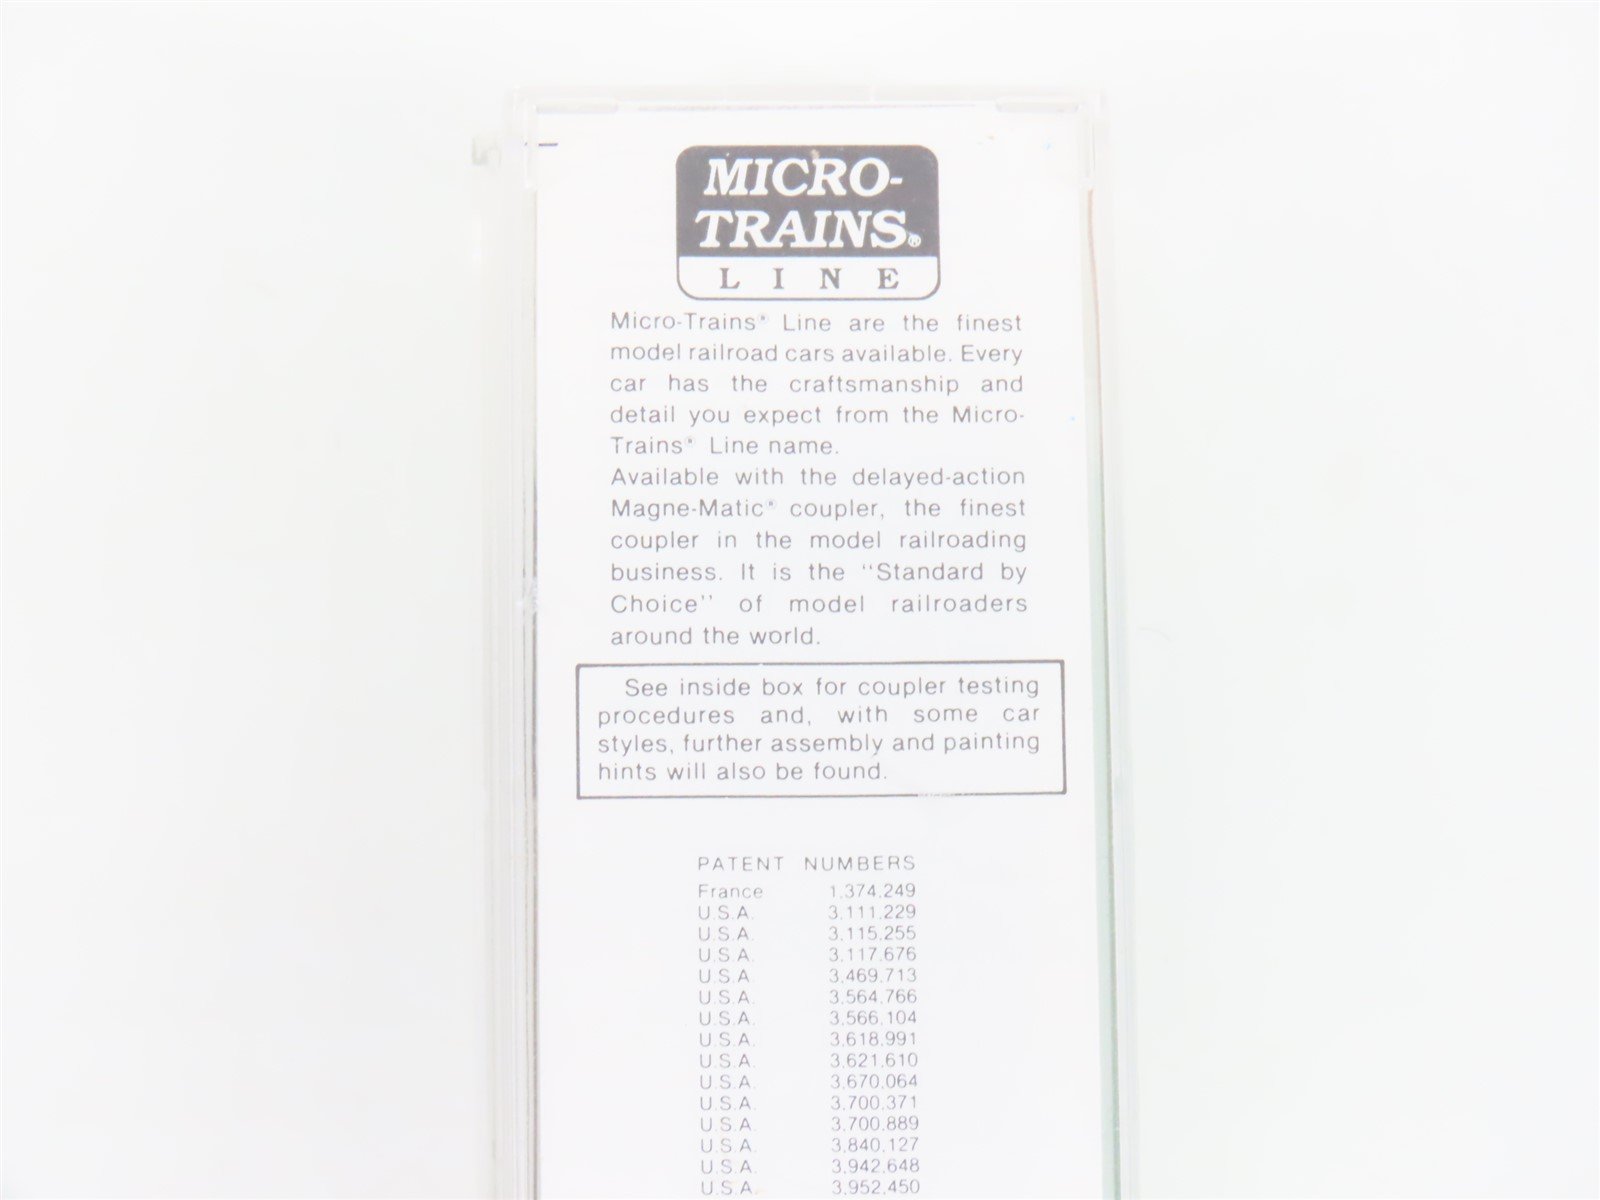 MICRO-
TRAINS®
LINE
Micro-Trains® Line are the finest
model railroad cars available. Every
car has the craftsmanship and
detail you expect from the Micro-
Trains® Line name.
Available with the delayed-action
Magne-Matic® coupler, the finest
coupler in the model railroading
business. It is the "Standard by
Choice" of model railroaders
around the world.
See inside box for coupler testing
procedures and, with some car
styles, further assembly and painting
hints will also be found.
PATENT NUMBERS
France 1,374,249
U.S.A. 3,111,229
U.S.A. 3,115,255
U.S.A. 3,117,676
U.S.A. 3,469,713
U.S.A. 3,564,766
U.S.A. 3,566,104
U.S.A. 3,618,991
U.S.A. 3,621,610
U.S.A. 3,670,064
U.S.A. 3,700,371
U.S.A. 3,700,889
U.S.A. 3,840,127
U.S.A. 3,942,648
U.S.A. 3,952,450